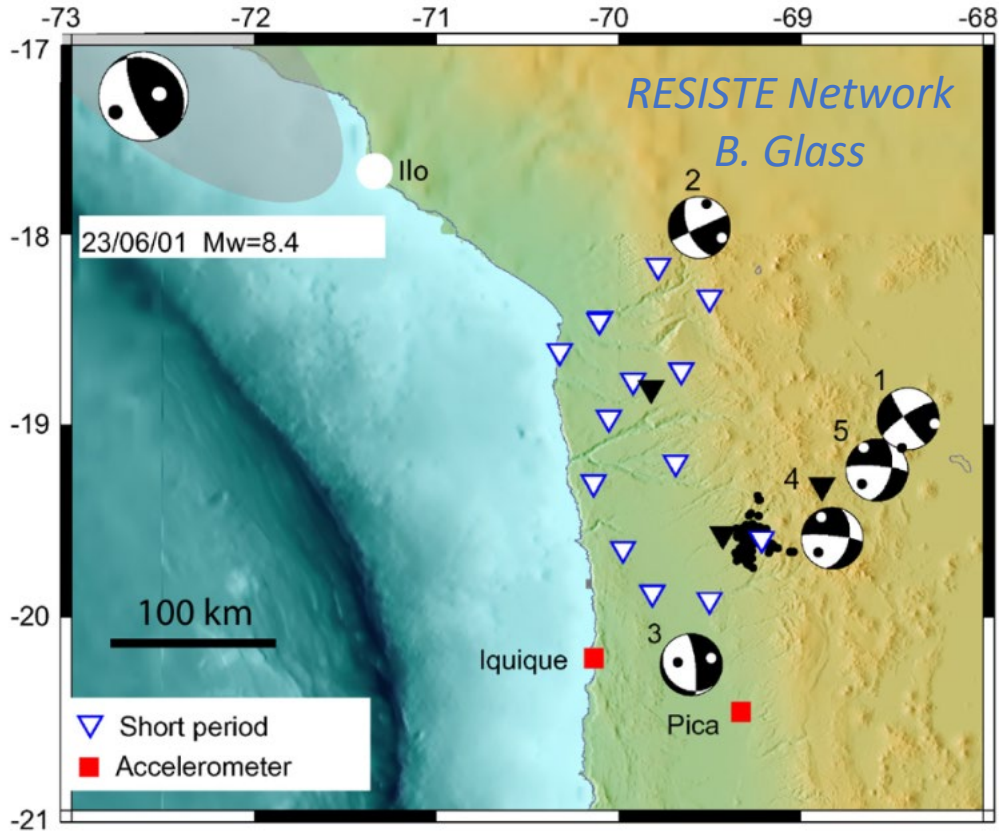 -73 -72 -71 -70 -69 -68
-17
RESISTE Network
B. Glass
Ilo
2
-18
23/06/01 Mw=8.4
1
-19
5
4
-20
100 km
3
Iquique
Pica
Short period
Accelerometer
-21